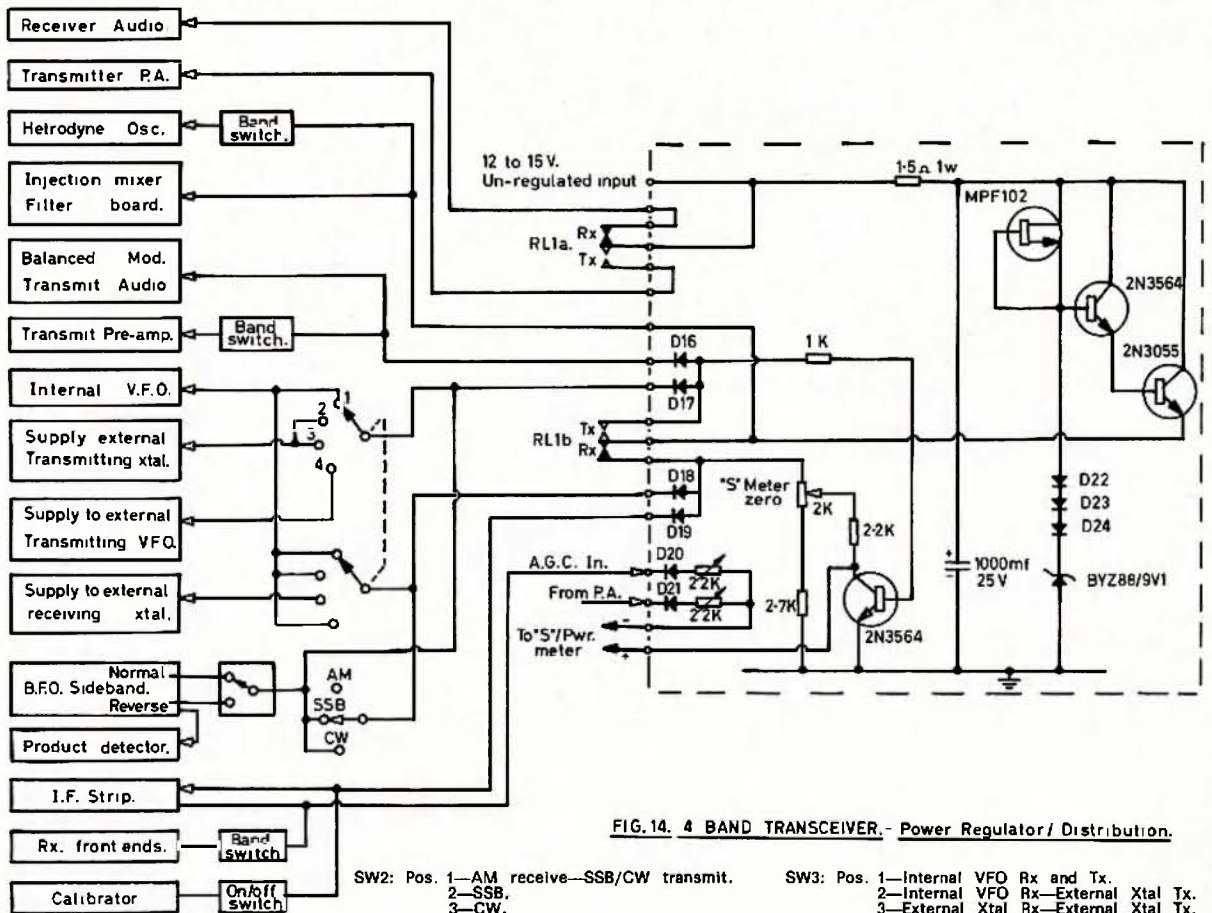 Receiver Audio
Transmitter P.A.
Hetrodyne Osc.
Band switch.
Injection mixer
Filter board.
Balanced Mod.
Transmit Audio
Transmit Pre-amp.
Band switch.
Internal V.F.O.
Supply external
Transmitting xtal.
Supply to external
Transmitting VFO.
Supply to external
receiving xtal.
1
2
3
4
Normal
B.F.O. Sideband.
Reverse
Product detector.
AM
SSB
CW
I.F. Strip.
Rx. front ends.
Band switch
Calibrator
On/off switch
12 to 15 V.
Un-regulated input
Rx
RL1a.
Tx
1·5Ω 1w
MPF102
2N3564
2N3055
D16
1K
D17
Tx
RL1b
Rx
D18
D19
"S" Meter
zero
2K
2·2K
A.G.C. In.
D20
2·2K
From P.A.
D21
2·2K
2·7K
To "S"/Pwr.
meter
-
+
2N3564
+
1000mf
25V
D22
D23
D24
BYZ88/9V1
FIG. 14. 4 BAND TRANSCEIVER.- Power Regulator/ Distribution.
SW2: Pos. 1—AM receive—SSB/CW transmit.
2—SSB.
3—CW.
SW3: Pos. 1—Internal VFO Rx and Tx.
2—Internal VFO Rx—External Xtal Tx.
3—External Xtal Rx—External Xtal Tx.